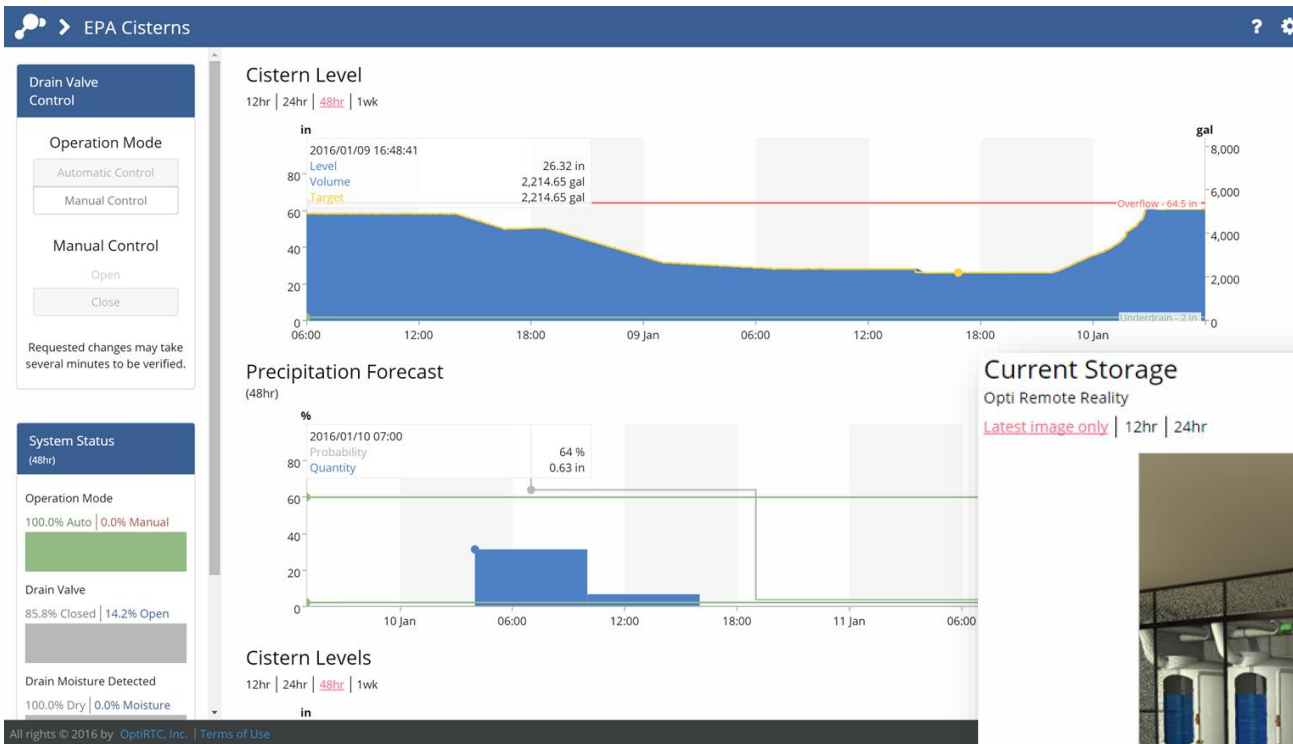 EPA Cisterns
?
Drain Valve
Control
Operation Mode
Automatic Control
Manual Control
Manual Control
Open
Close
Requested changes may take
several minutes to be verified.
System Status
(48hr)
Operation Mode
100.0% Auto | 0.0% Manual
Drain Valve
85.8% Closed | 14.2% Open
Drain Moisture Detected
100.0% Dry | 0.0% Moisture
Cistern Level
12hr | 24hr | 48hr | 1wk
in
gal
2016/01/09 16:48:41
Level 26.32 in
Volume 2,214.65 gal
Target 2,214.65 gal
80
60
40
20
0
8,000
6,000
4,000
2,000
0
Overflow - 64.5 in
Underdrain - 2 in
06:00 12:00 18:00 09 Jan 06:00 12:00 18:00 10 Jan
Precipitation Forecast
(48hr)
%
2016/01/10 07:00
Probability 64 %
Quantity 0.63 in
80
60
40
20
0
10 Jan 06:00 12:00 18:00 11 Jan 06:00
Cistern Levels
12hr | 24hr | 48hr | 1wk
in
Current Storage
Opti Remote Reality
Latest image only | 12hr | 24hr
All rights © 2016 by OptiRTC, Inc. | Terms of Use